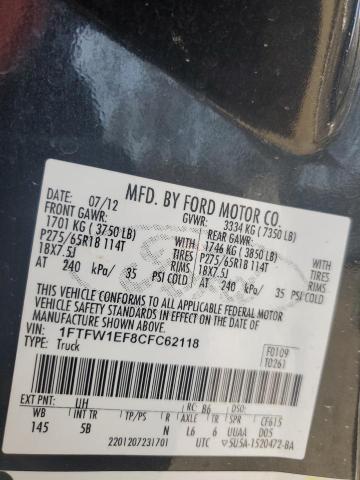 MFD. BY FORD MOTOR CO.
DATE: 07/12 GVWR: 3334 KG (7350 LB)
FRONT GAWR: REAR GAWR:
1701 KG (3750 LB) 1746 KG (3850 LB)
P275/65R18 114T TIRES P275/65R18 114T TIRES
18X7.5J RIMS 18X7.5J RIMS
AT 240 kPa/ 35 PSI COLD AT 240 kPa/ 35 PSI COLD
THIS VEHICLE CONFORMS TO ALL APPLICABLE FEDERAL MOTOR
VEHICLE SAFETY STANDARDS IN EFFECT ON THE DATE OF MANUFACTURE SHOWN ABOVE.
VIN: 1FTFW1EF8CFC62118
TYPE: Truck
F0109
T0261
EXT PNT: UH RC: B6 DSO:
WB INT TR TP/PS R AXLE TR SPR CF615
145 5B N L6 6 UUAA D05
2201207231701 UTC 5U5A-1520472-BA